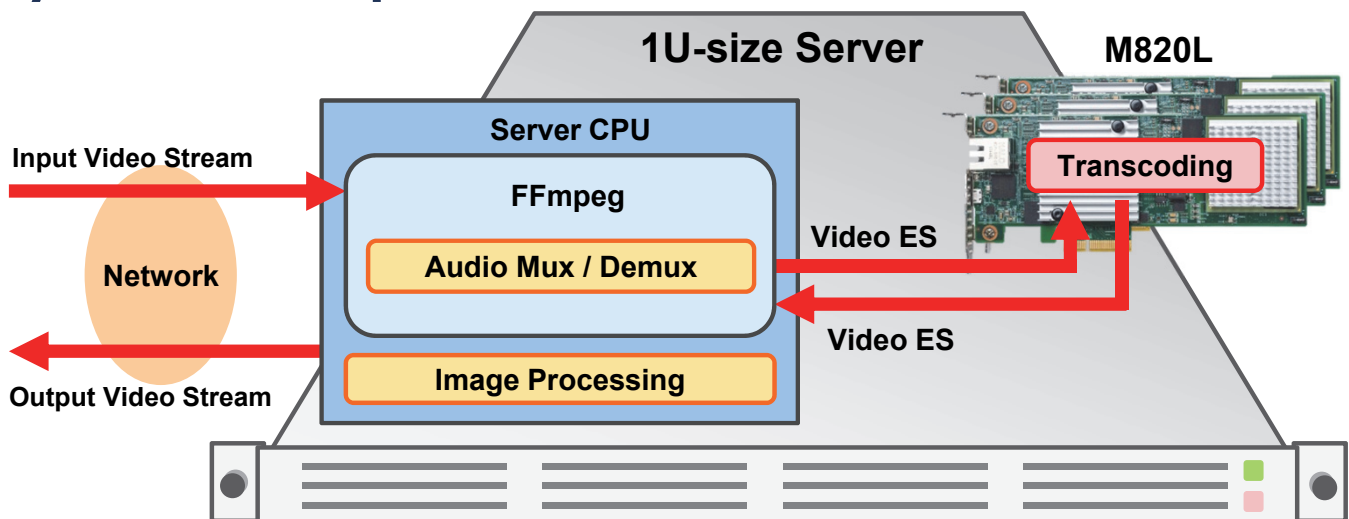 1U-size Server
M820L
Server CPU
Input Video Stream
FFmpeg
Transcoding
Video ES
Audio Mux / Demux
Network
Video ES
Image Processing
Output Video Stream